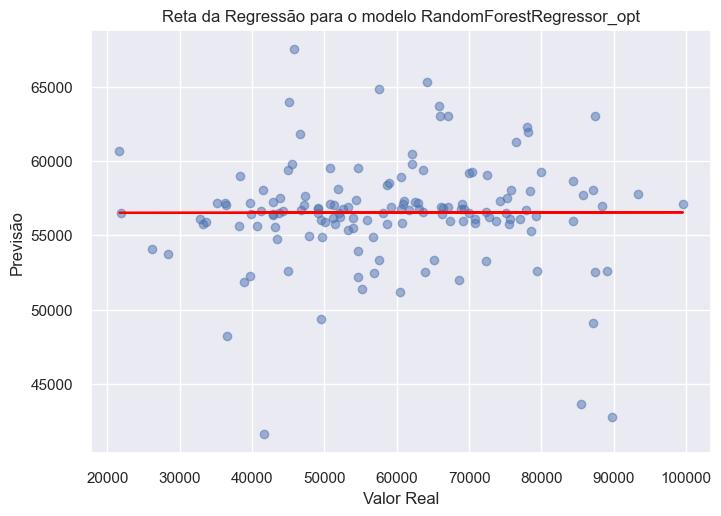 Reta da Regressão para o modelo RandomForestRegressor_opt
65000
60000
55000
50000
45000
Previsão
20000 30000 40000 50000 60000 70000 80000 90000 100000
Valor Real